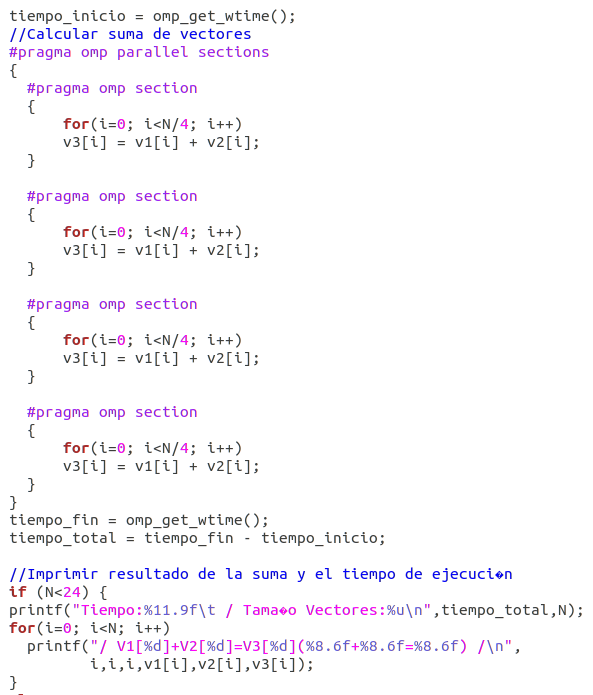 tiempo_inicio = omp_get_wtime();
//Calcular suma de vectores
#pragma omp parallel sections
{
  #pragma omp section
  {
      for(i=0; i<N/4; i++)
      v3[i] = v1[i] + v2[i];
  }

  #pragma omp section
  {
      for(i=0; i<N/4; i++)
      v3[i] = v1[i] + v2[i];
  }

  #pragma omp section
  {
      for(i=0; i<N/4; i++)
      v3[i] = v1[i] + v2[i];
  }

  #pragma omp section
  {
      for(i=0; i<N/4; i++)
      v3[i] = v1[i] + v2[i];
  }
}
tiempo_fin = omp_get_wtime();
tiempo_total = tiempo_fin - tiempo_inicio;

//Imprimir resultado de la suma y el tiempo de ejecuci�n
if (N<24) {
printf("Tiempo:%11.9f\t / Tama�o Vectores:%u\n",tiempo_total,N);
for(i=0; i<N; i++)
  printf("/ V1[%d]+V2[%d]=V3[%d](%8.6f+%8.6f=%8.6f) /\n",
         i,i,i,v1[i],v2[i],v3[i]);
}